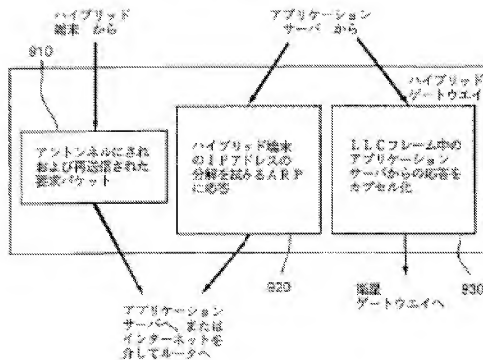 ハイブリッド
端末 から
アプリケーション
サーバ から
910
ハイブリッド
ゲートウエイ
アントンネルにされ
および再送信された
要求パケット
ハイブリッド端末
のIPアドレスの
分解を試みるARP
に応答
LLCフレーム中の
アプリケーション
サーバからの応答を
カプセル化
920
930
アプリケーション
サーバへ、または
インターネットを
介してルータへ
衛星
ゲートウエイへ